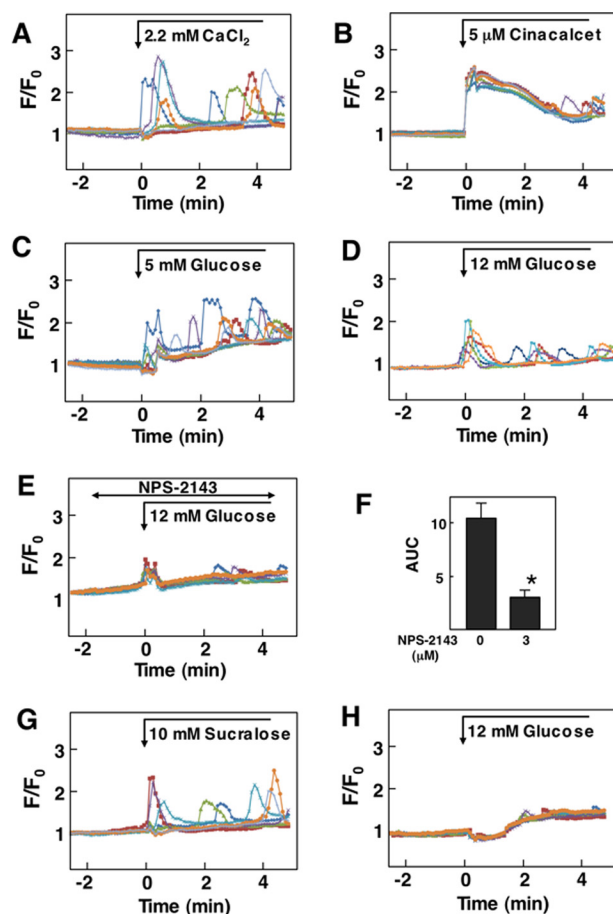 A
2.2 mM CaCl2
F/F0
3
2
1
-2 0 2 4
Time (min)
B
5 μM Cinacalcet
F/F0
3
2
1
-2 0 2 4
Time (min)
C
5 mM Glucose
F/F0
3
2
1
-2 0 2 4
Time (min)
D
12 mM Glucose
F/F0
3
2
1
-2 0 2 4
Time (min)
E
NPS-2143
12 mM Glucose
F/F0
3
2
1
-2 0 2 4
Time (min)
F
AUC
10
5
*
NPS-2143 0 3
(μM)
G
10 mM Sucralose
F/F0
3
2
1
-2 0 2 4
Time (min)
H
12 mM Glucose
F/F0
3
2
1
-2 0 2 4
Time (min)